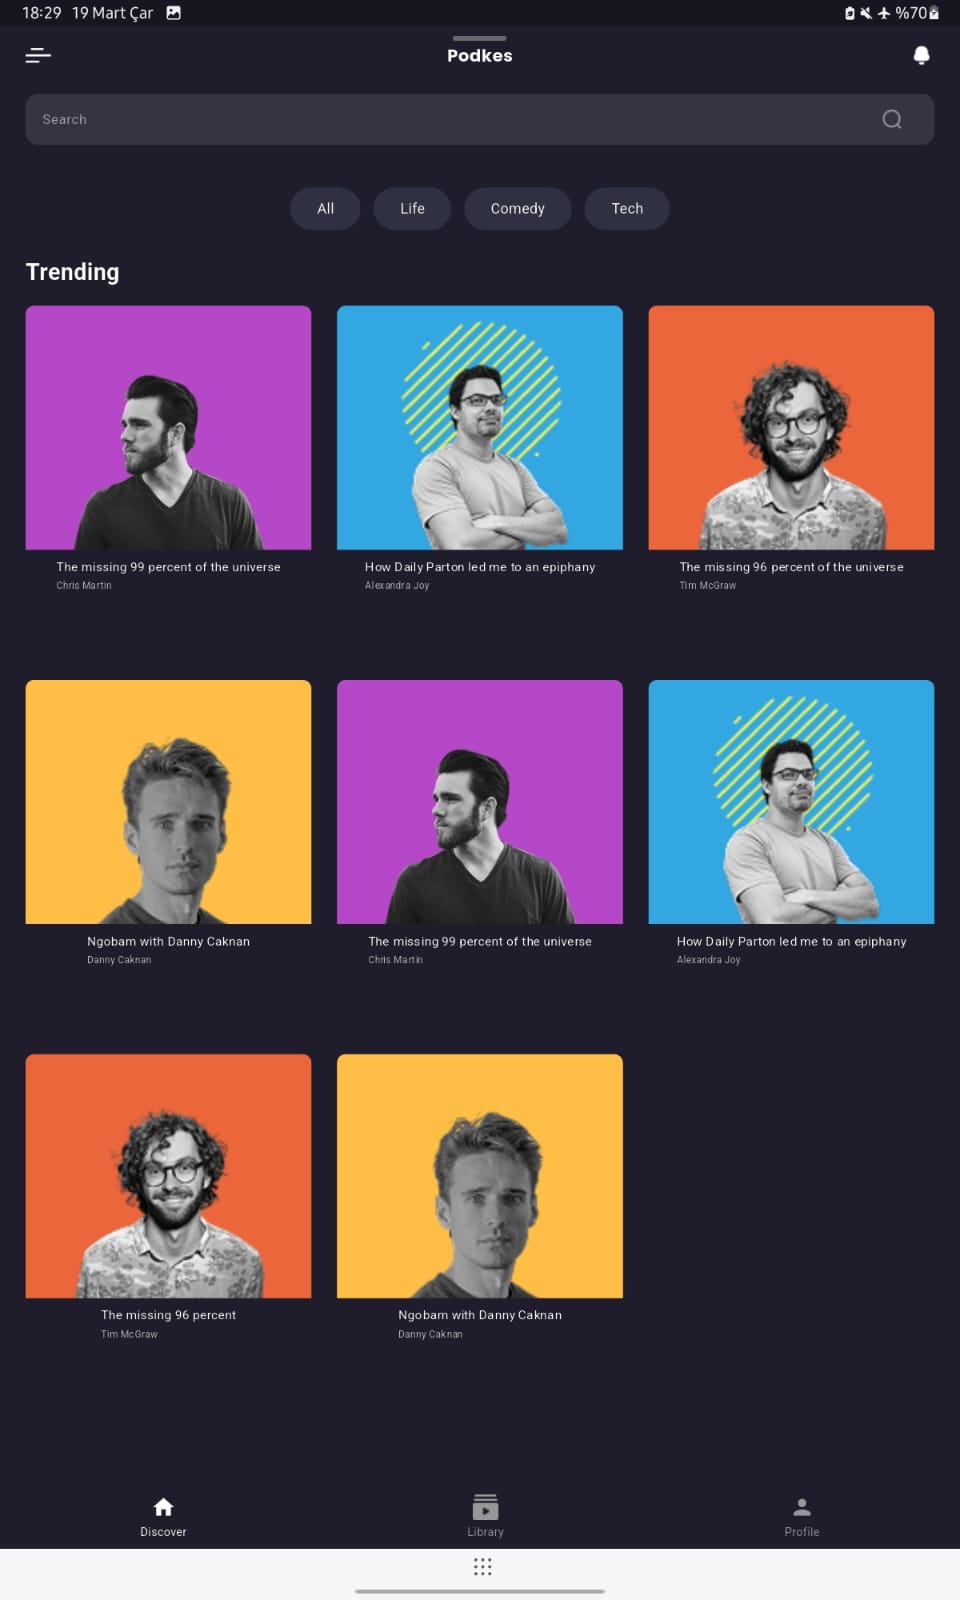 18:29 19 Mart Çar %70
Podkes
Search
All Life Comedy Tech
Trending
The missing 99 percent of the universe
Chris Martin
How Daily Parton led me to an epiphany
Alexandra Joy
The missing 96 percent of the universe
Tim McGraw
Ngobam with Danny Caknan
Danny Caknan
The missing 99 percent of the universe
Chris Martin
How Daily Parton led me to an epiphany
Alexandra Joy
The missing 96 percent
Tim McGraw
Ngobam with Danny Caknan
Danny Caknan
Discover Library Profile